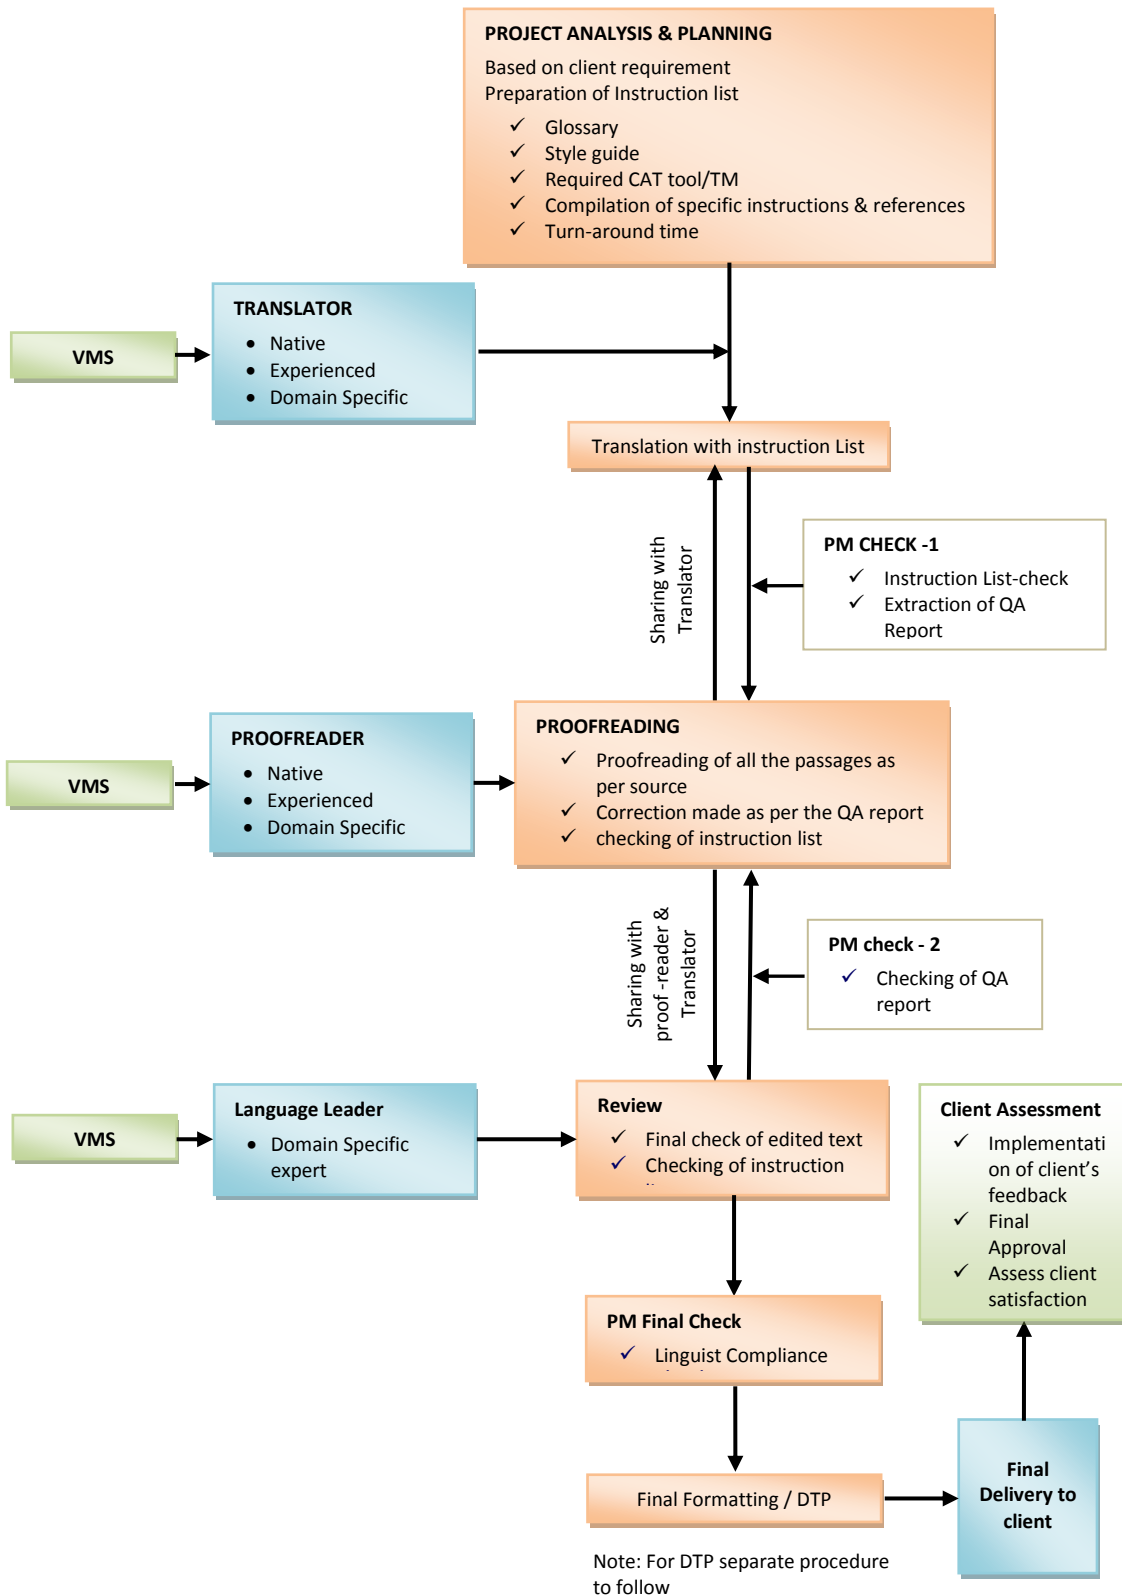 PROJECT ANALYSIS & PLANNING
Based on client requirement
Preparation of Instruction list
✓ Glossary
✓ Style guide
✓ Required CAT tool/TM
✓ Compilation of specific instructions & references
✓ Turn-around time
VMS
TRANSLATOR
• Native
• Experienced
• Domain Specific
Translation with instruction List
Sharing with
Translator
PM CHECK -1
✓ Instruction List-check
✓ Extraction of QA
Report
VMS
PROOFREADER
• Native
• Experienced
• Domain Specific
PROOFREADING
✓ Proofreading of all the passages as
per source
✓ Correction made as per the QA report
✓ checking of instruction list
Sharing with
proof -reader &
Translator
PM check - 2
✓ Checking of QA
report
VMS
Language Leader
• Domain Specific
expert
Review
✓ Final check of edited text
✓ Checking of instruction
Client Assessment
✓ Implementati
on of client’s
feedback
✓ Final
Approval
✓ Assess client
satisfaction
PM Final Check
✓ Linguist Compliance
Final Formatting / DTP
Final
Delivery to
client
Note: For DTP separate procedure
to follow